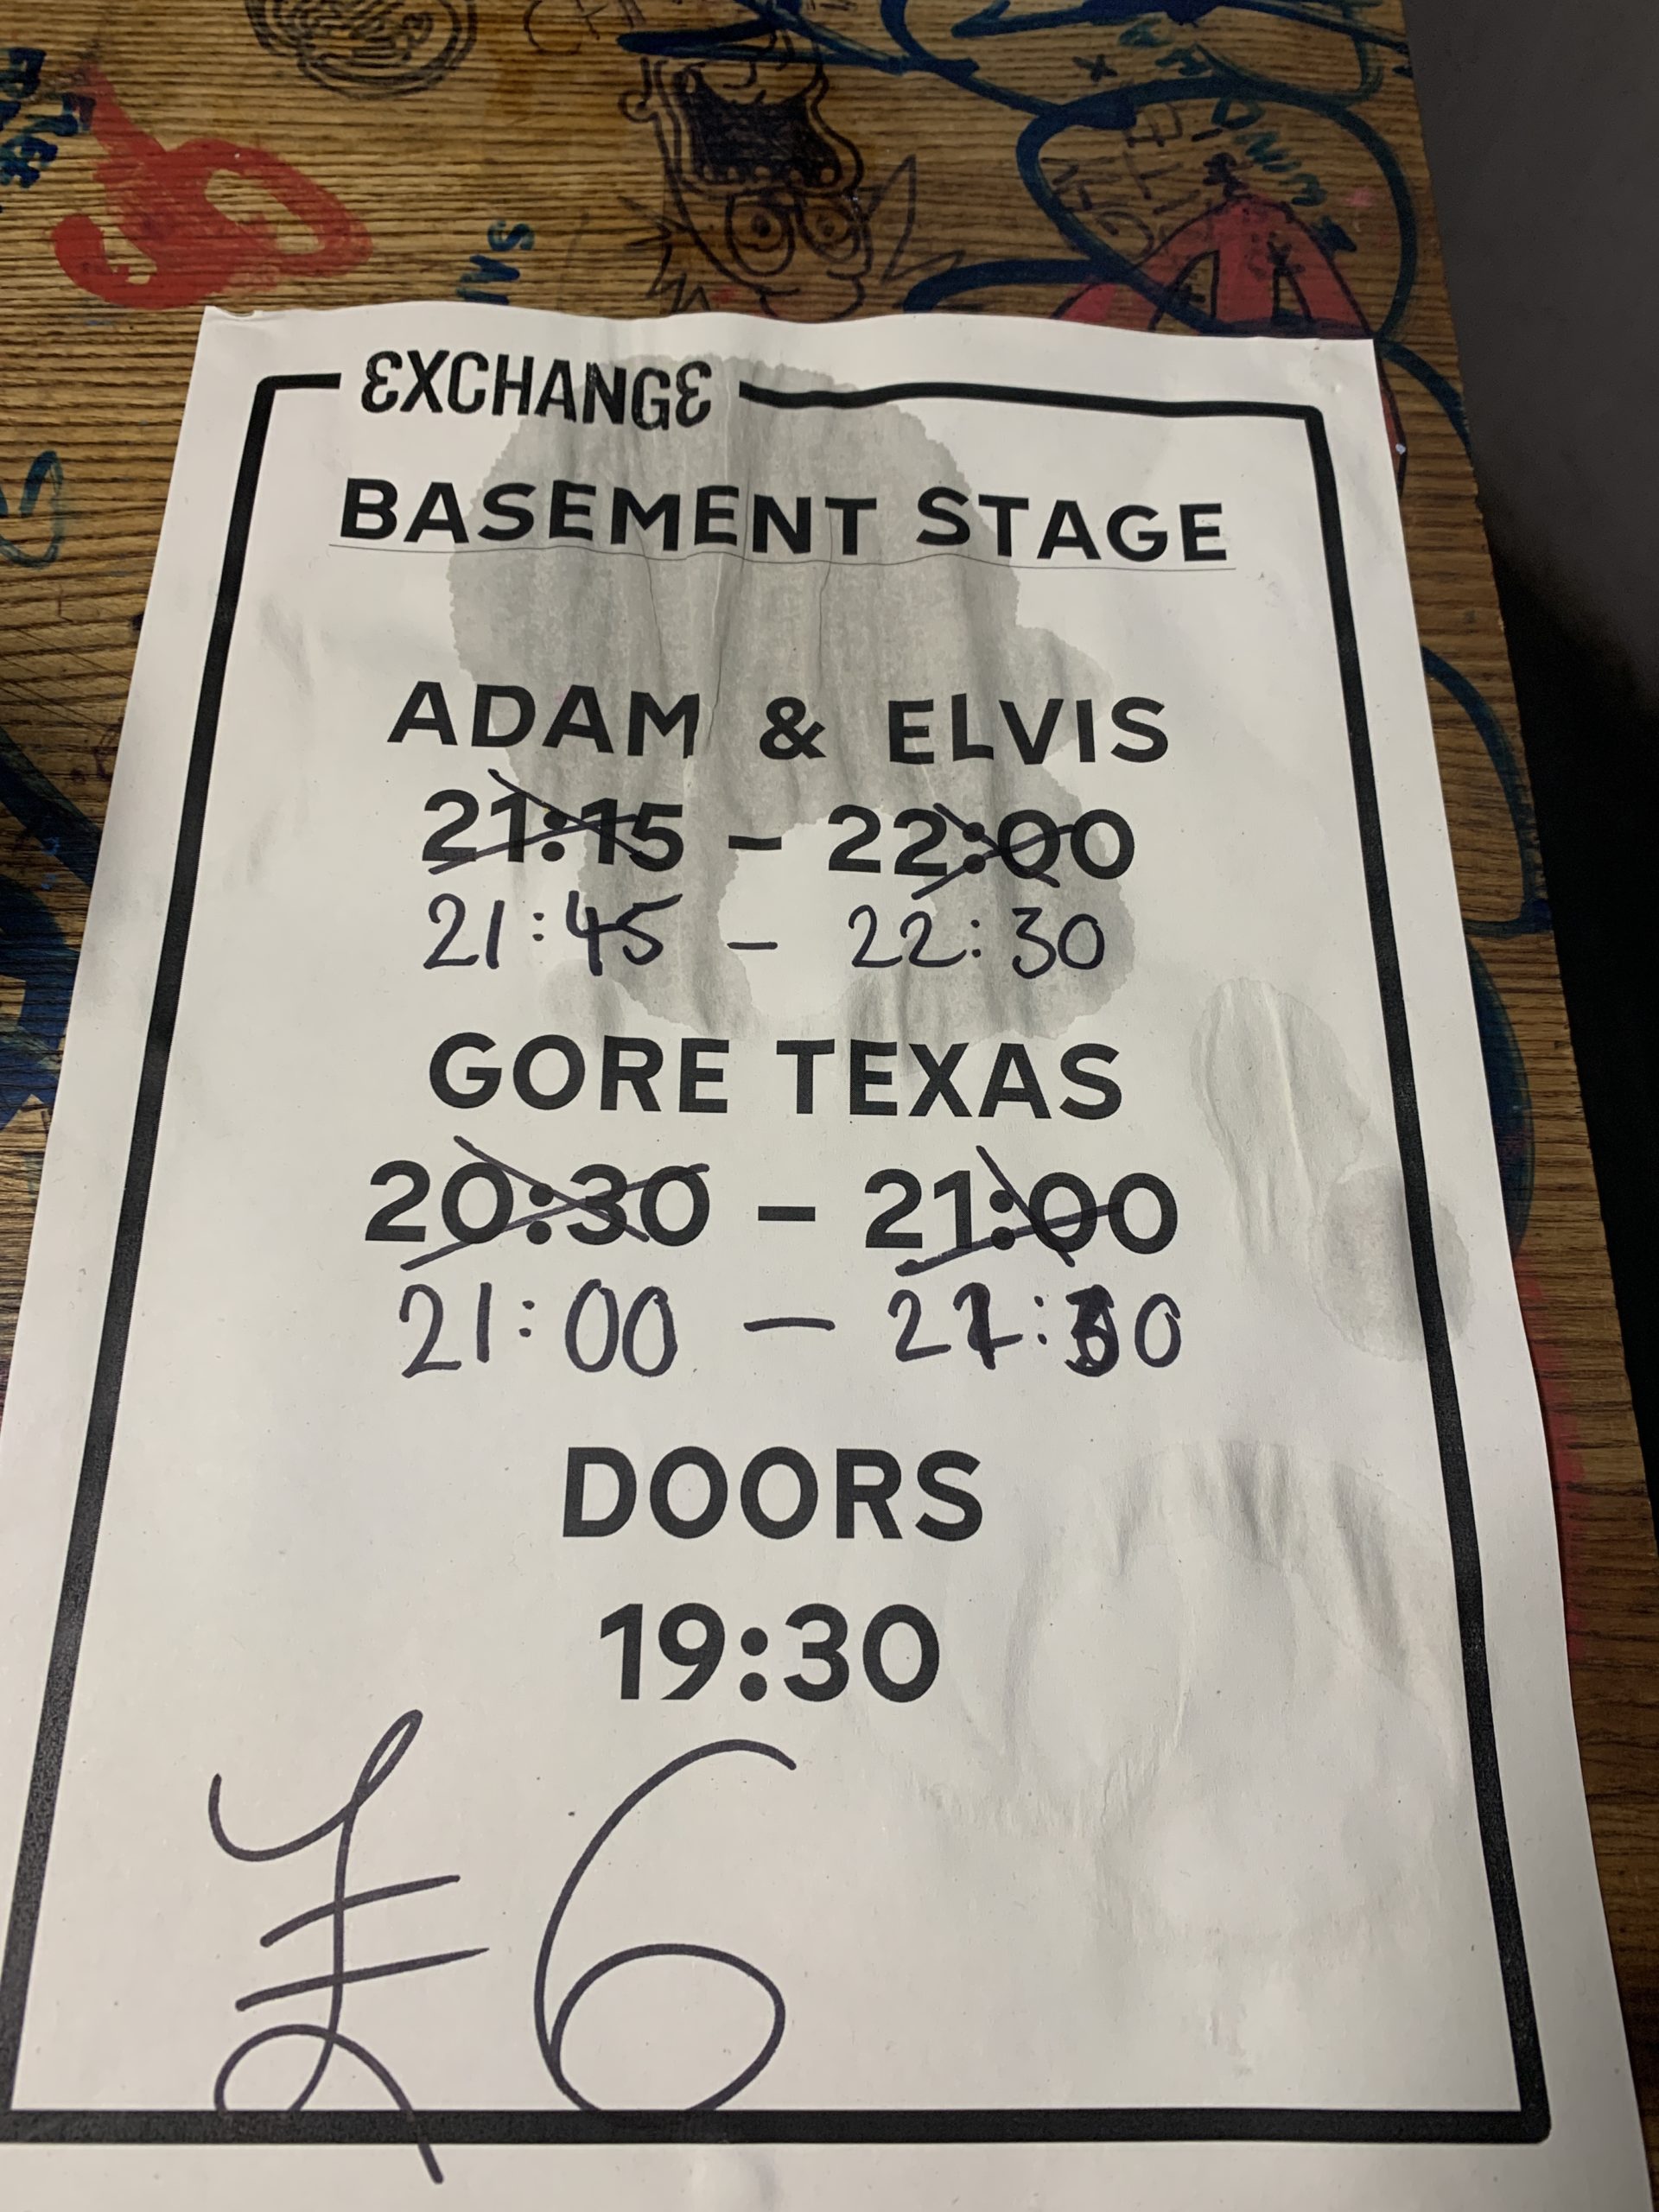 EXCHANGE
BASEMENT STAGE
ADAM & ELVIS
21:15 - 22:00
21:45 - 22:30
GORE TEXAS
20:30 - 21:00
21:00 - 21:30
DOORS
19:30
£6